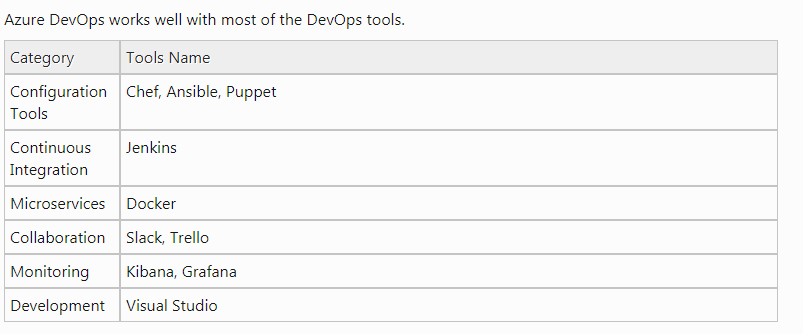 Azure DevOps works well with most of the DevOps tools.
Category Tools Name
Configuration Tools Chef, Ansible, Puppet
Continuous Integration Jenkins
Microservices Docker
Collaboration Slack, Trello
Monitoring Kibana, Grafana
Development Visual Studio